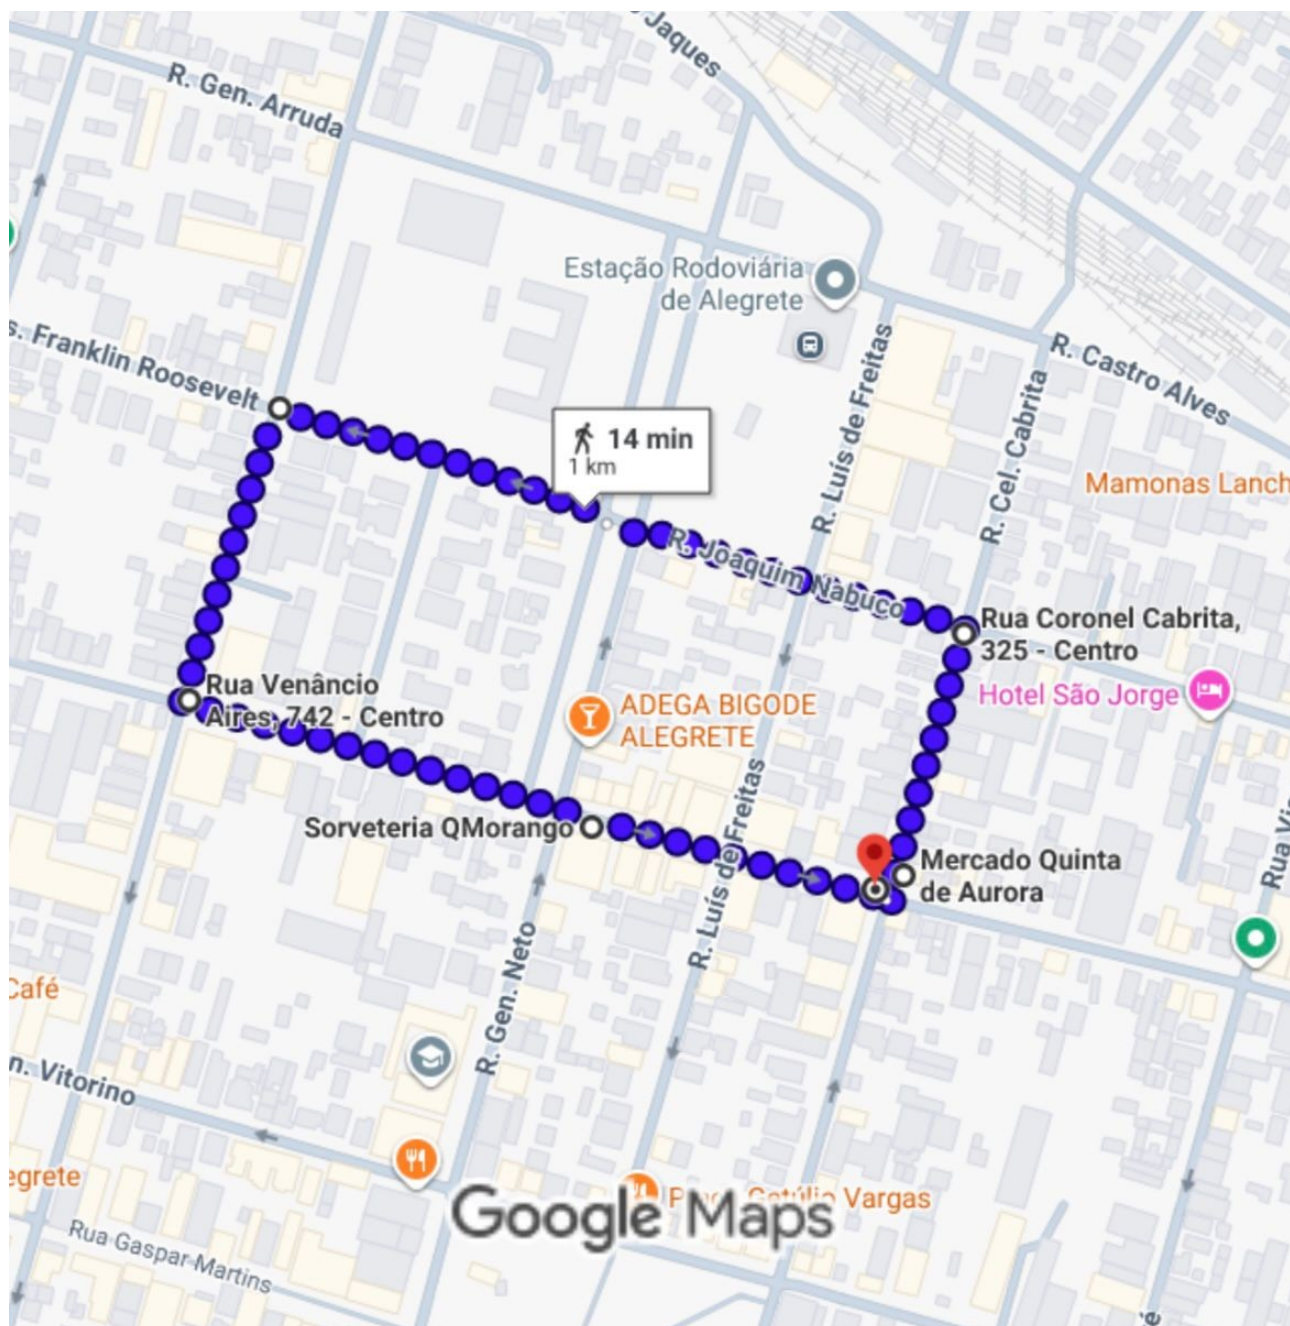 Jaques
R. Gen. Arruda
Estação Rodoviária
de Alegrete
s. Franklin Roosevelt
R. Luís de Freitas
R. Castro Alves
R. Cel. Cabrita
14 min
1 km
Mamonas Lanch
R. Joaquim Nabuco
Rua Coronel Cabrita,
325 - Centro
Hotel São Jorge
Rua Venâncio
Aires, 742 - Centro
ADEGA BIGODE
ALEGRETE
Sorveteria QMorango
R. Luís de Freitas
Mercado Quinta
de Aurora
Rua Vi
R. Gen. Neto
Café
n. Vitorino
egrete
Getúlio Vargas
Google Maps
Rua Gaspar Martins